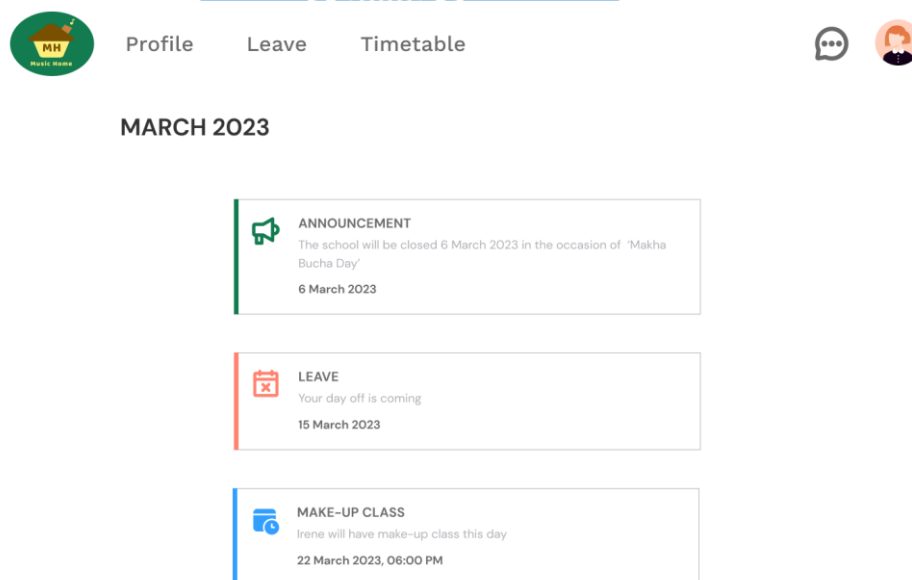 MH
Music Home
Profile
Leave
Timetable
MARCH 2023
ANNOUNCEMENT
The school will be closed 6 March 2023 in the occasion of ‘Makha
Bucha Day’
6 March 2023
LEAVE
Your day off is coming
15 March 2023
MAKE-UP CLASS
Irene will have make-up class this day
22 March 2023, 06:00 PM